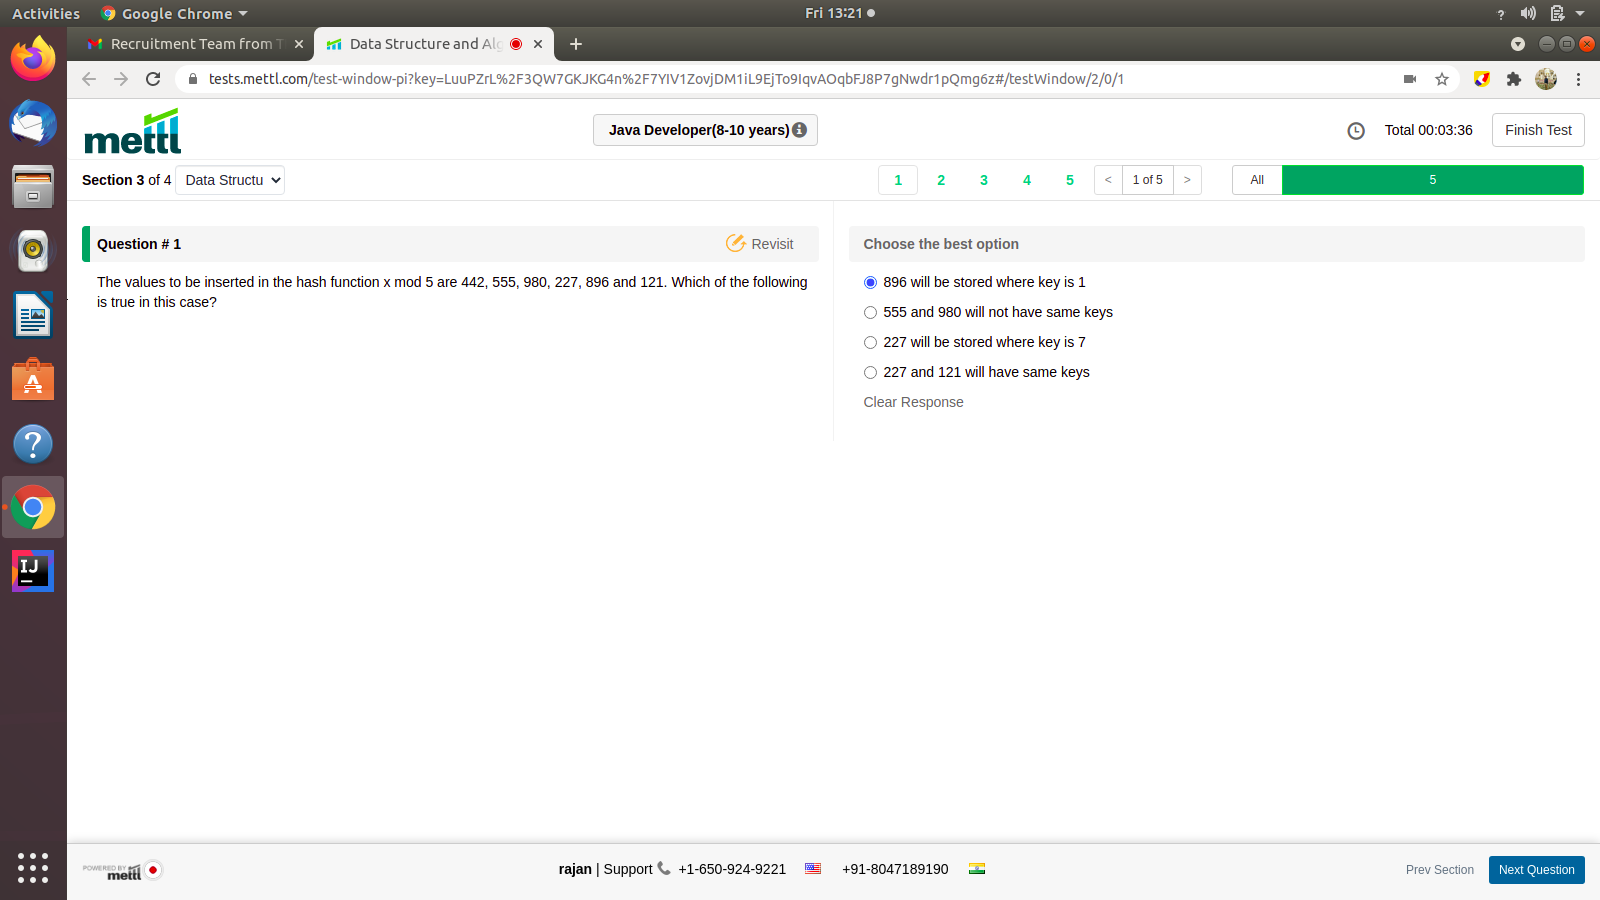 Activities Google Chrome Fri 13:21 ?
Recruitment Team from Data Structure and Alg
tests.mettl.com/test-window-pi?key=LuuPZrL%2F3QW7GKJKG4n%2F7YIV1ZovjDM1iL9EjTo9IqvAOqbFJ8P7gNwdr1pQmg6z#/testWindow/2/0/1
mettl Java Developer(8-10 years) Total 00:03:36 Finish Test
Section 3 of 4 Data Structu 1 2 3 4 5 < 1 of 5 > All 5
Question # 1 Revisit
The values to be inserted in the hash function x mod 5 are 442, 555, 980, 227, 896 and 121. Which of the following
is true in this case?
Choose the best option
896 will be stored where key is 1
555 and 980 will not have same keys
227 will be stored where key is 7
227 and 121 will have same keys
Clear Response
POWERED BY mettl rajan | Support +1-650-924-9221 +91-8047189190 Prev Section Next Question